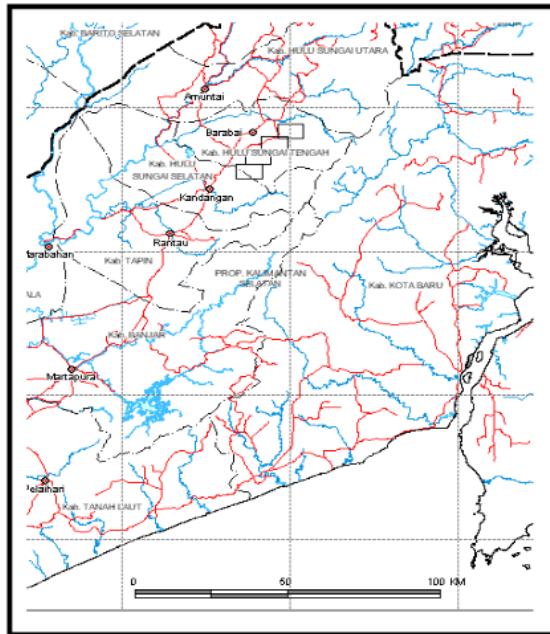 Kab. BARITO SELATAN
Kab. HULU SUNGAI UTARA
Amuntai
Barabai
Kab. HULU SUNGAI TENGAH
Kab. HULU
SUNGAI SELATAN
Kandangan
Rantau
Marabahan
Kab. TAPIN
PROP. KALIMANTAN
SELATAN
Kab. KOTA BARU
ALA
Kab. BANJAR
Martapura
Pelaihari
Kab. TANAH LAUT
0 50 100 KM